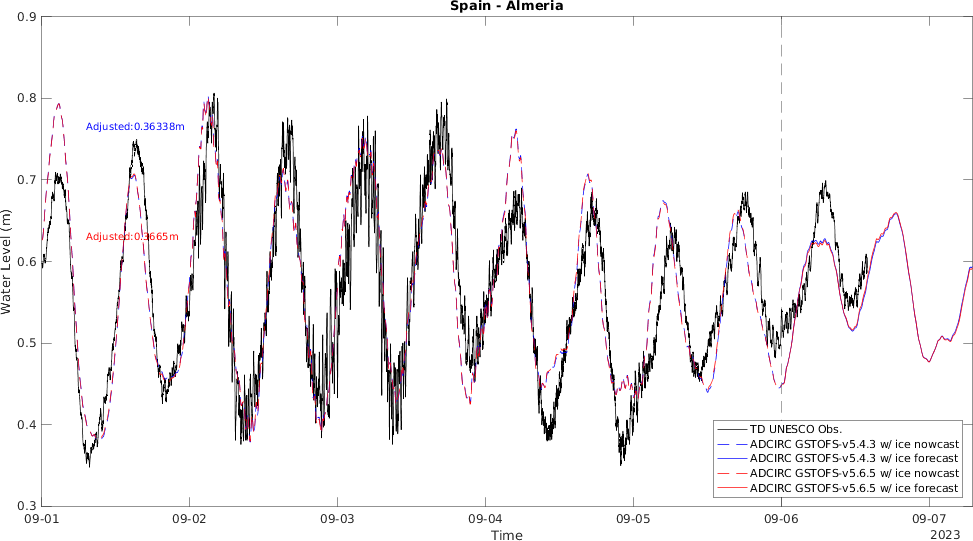 Spain - Almeria
0.9
0.8
0.7
0.6
0.5
0.4
0.3
Water Level (m)
Adjusted:0.36338m
Adjusted:0.3665m
TD UNESCO Obs.
ADCIRC GSTOFS-v5.4.3 w/ ice nowcast
ADCIRC GSTOFS-v5.4.3 w/ ice forecast
ADCIRC GSTOFS-v5.6.5 w/ ice nowcast
ADCIRC GSTOFS-v5.6.5 w/ ice forecast
09-01 09-02 09-03 09-04 09-05 09-06 09-07
Time
2023